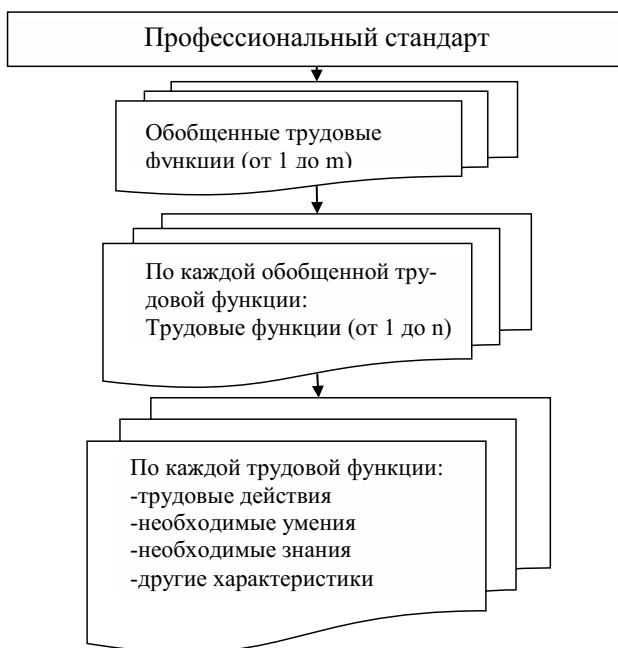 Профессиональный стандарт
Обобщенные трудовые
функции (от 1 до m)
По каждой обобщенной тру-
довой функции:
Трудовые функции (от 1 до n)
По каждой трудовой функции:
-трудовые действия
-необходимые умения
-необходимые знания
-другие характеристики